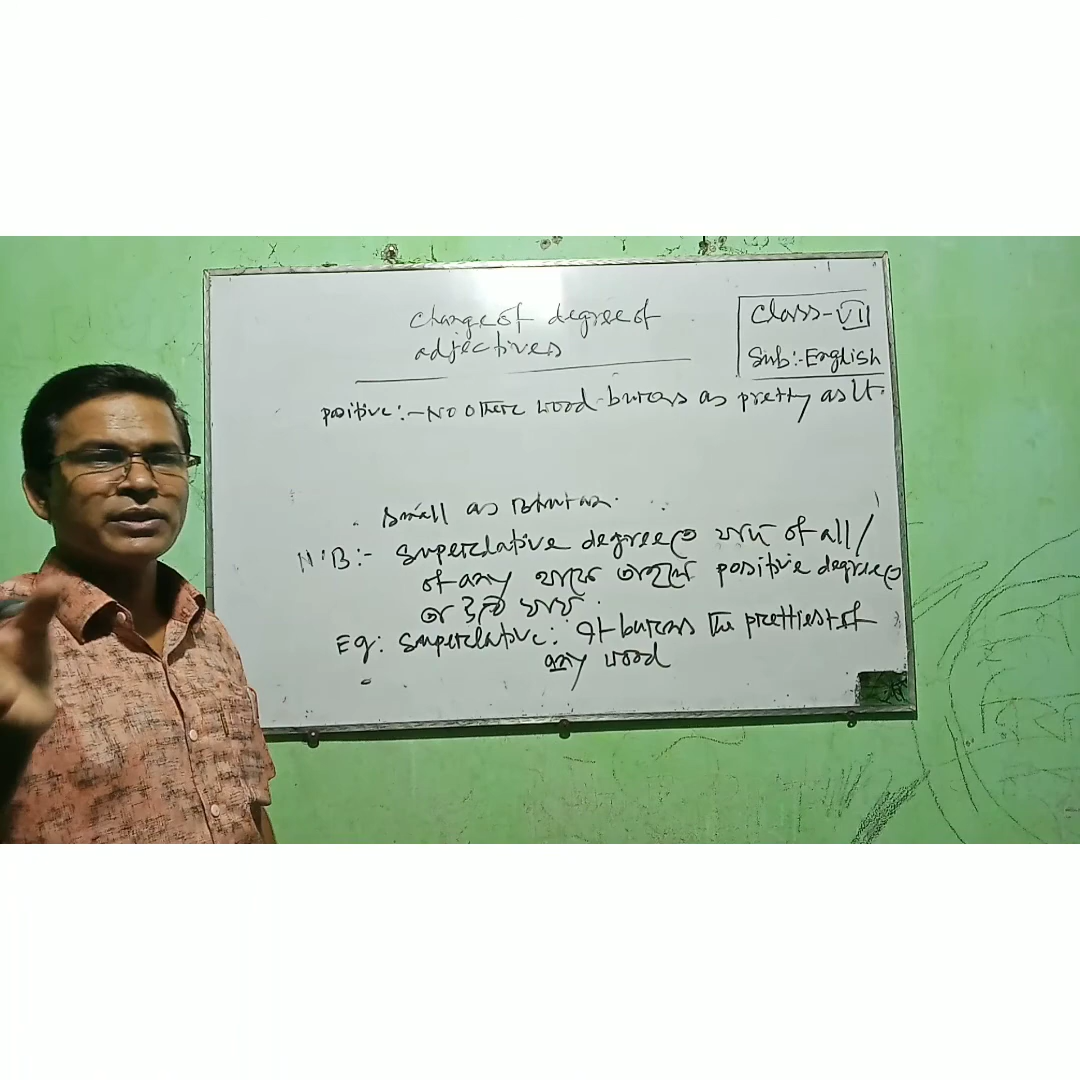 change of degree of
adjectives
Class-VII
Sub:-English
positive:-No other wood burns as pretty as it.
small as
N:B:- superlative degree এ যদি of all/
of any থাকে তাহলে positive degree এ
তা উঠে যায়.
Eg: superlative: It burns the prettiest of
any wood